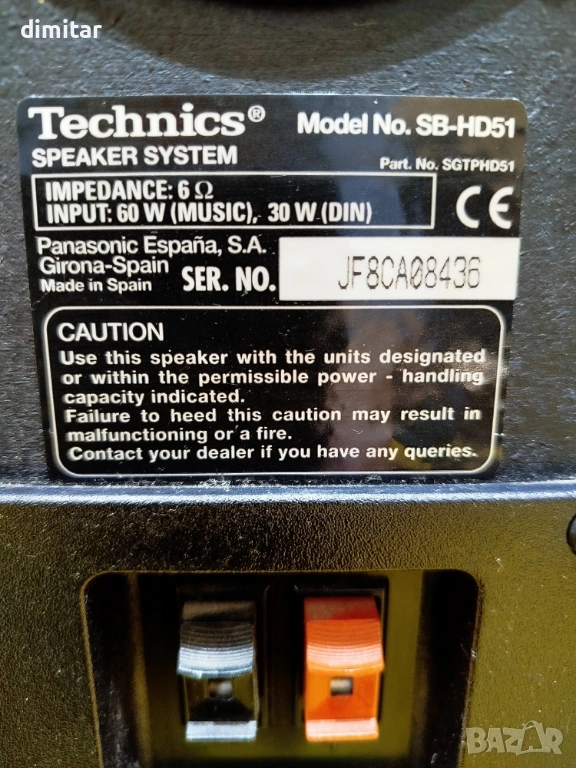 dimitar
Technics® Model No. SB-HD51
SPEAKER SYSTEM Part. No. SGTPHD51
IMPEDANCE: 6 Ω
INPUT: 60 W (MUSIC), 30 W (DIN)
CE
Panasonic España, S.A.
Girona-Spain
Made in Spain SER. NO. JF8CA08436
CAUTION
Use this speaker with the units designated
or within the permissible power - handling
capacity indicated.
Failure to heed this caution may result in
malfunctioning or a fire.
Contact your dealer if you have any queries.
BAZAR